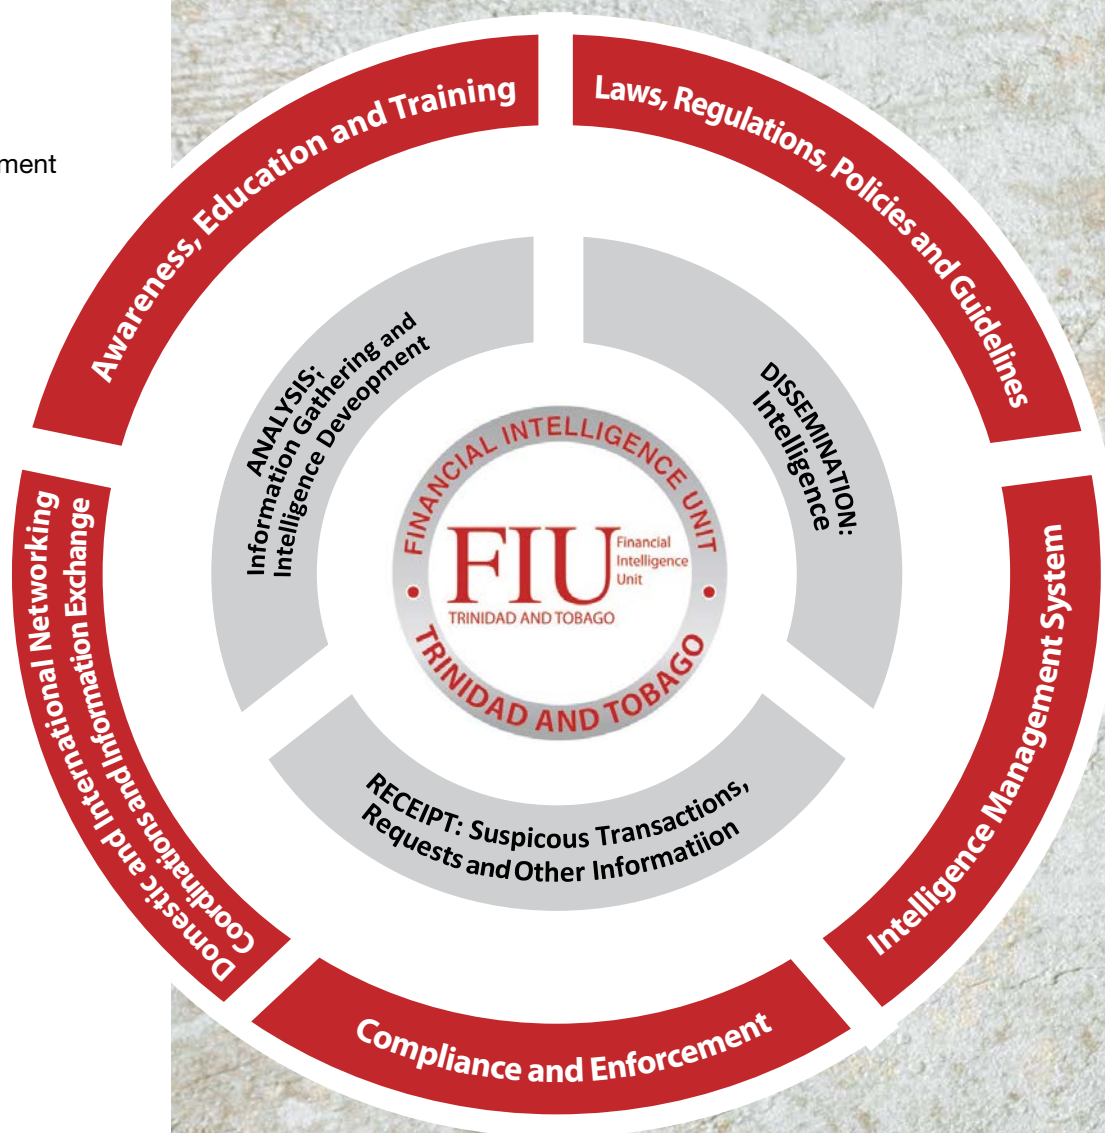 ment
Awareness, Education and Training
Laws, Regulations, Policies and Guidelines
ANALYSIS;
Information Gathering and
Intelligence Deveopment
DISSEMINATION:
Intelligence
FINANCIAL INTELLIGENCE UNIT
FIU
Financial
Intelligence
Unit
TRINIDAD AND TOBAGO
TRINIDAD AND TOBAGO
Domestic and International Networking
Coordinations and Information Exchange
Intelligence Management System
RECEIPT: Suspicous Transactions,
Requests and Other Informatiion
Compliance and Enforcement